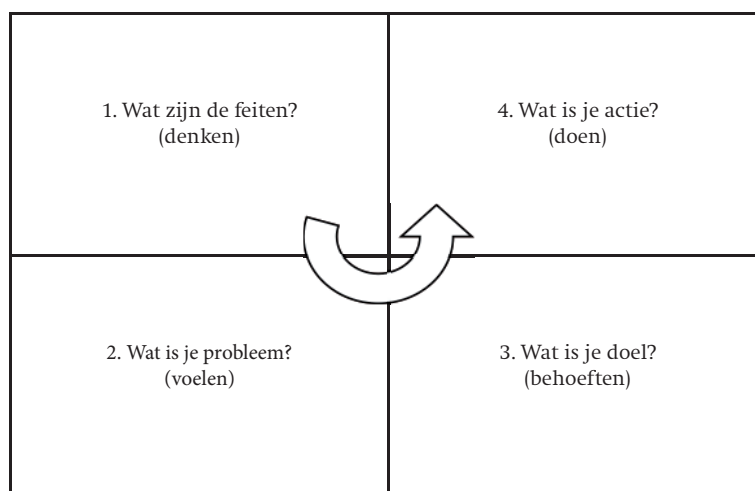 1. Wat zijn de feiten?
(denken)
4. Wat is je actie?
(doen)
2. Wat is je probleem?
(voelen)
3. Wat is je doel?
(behoeften)